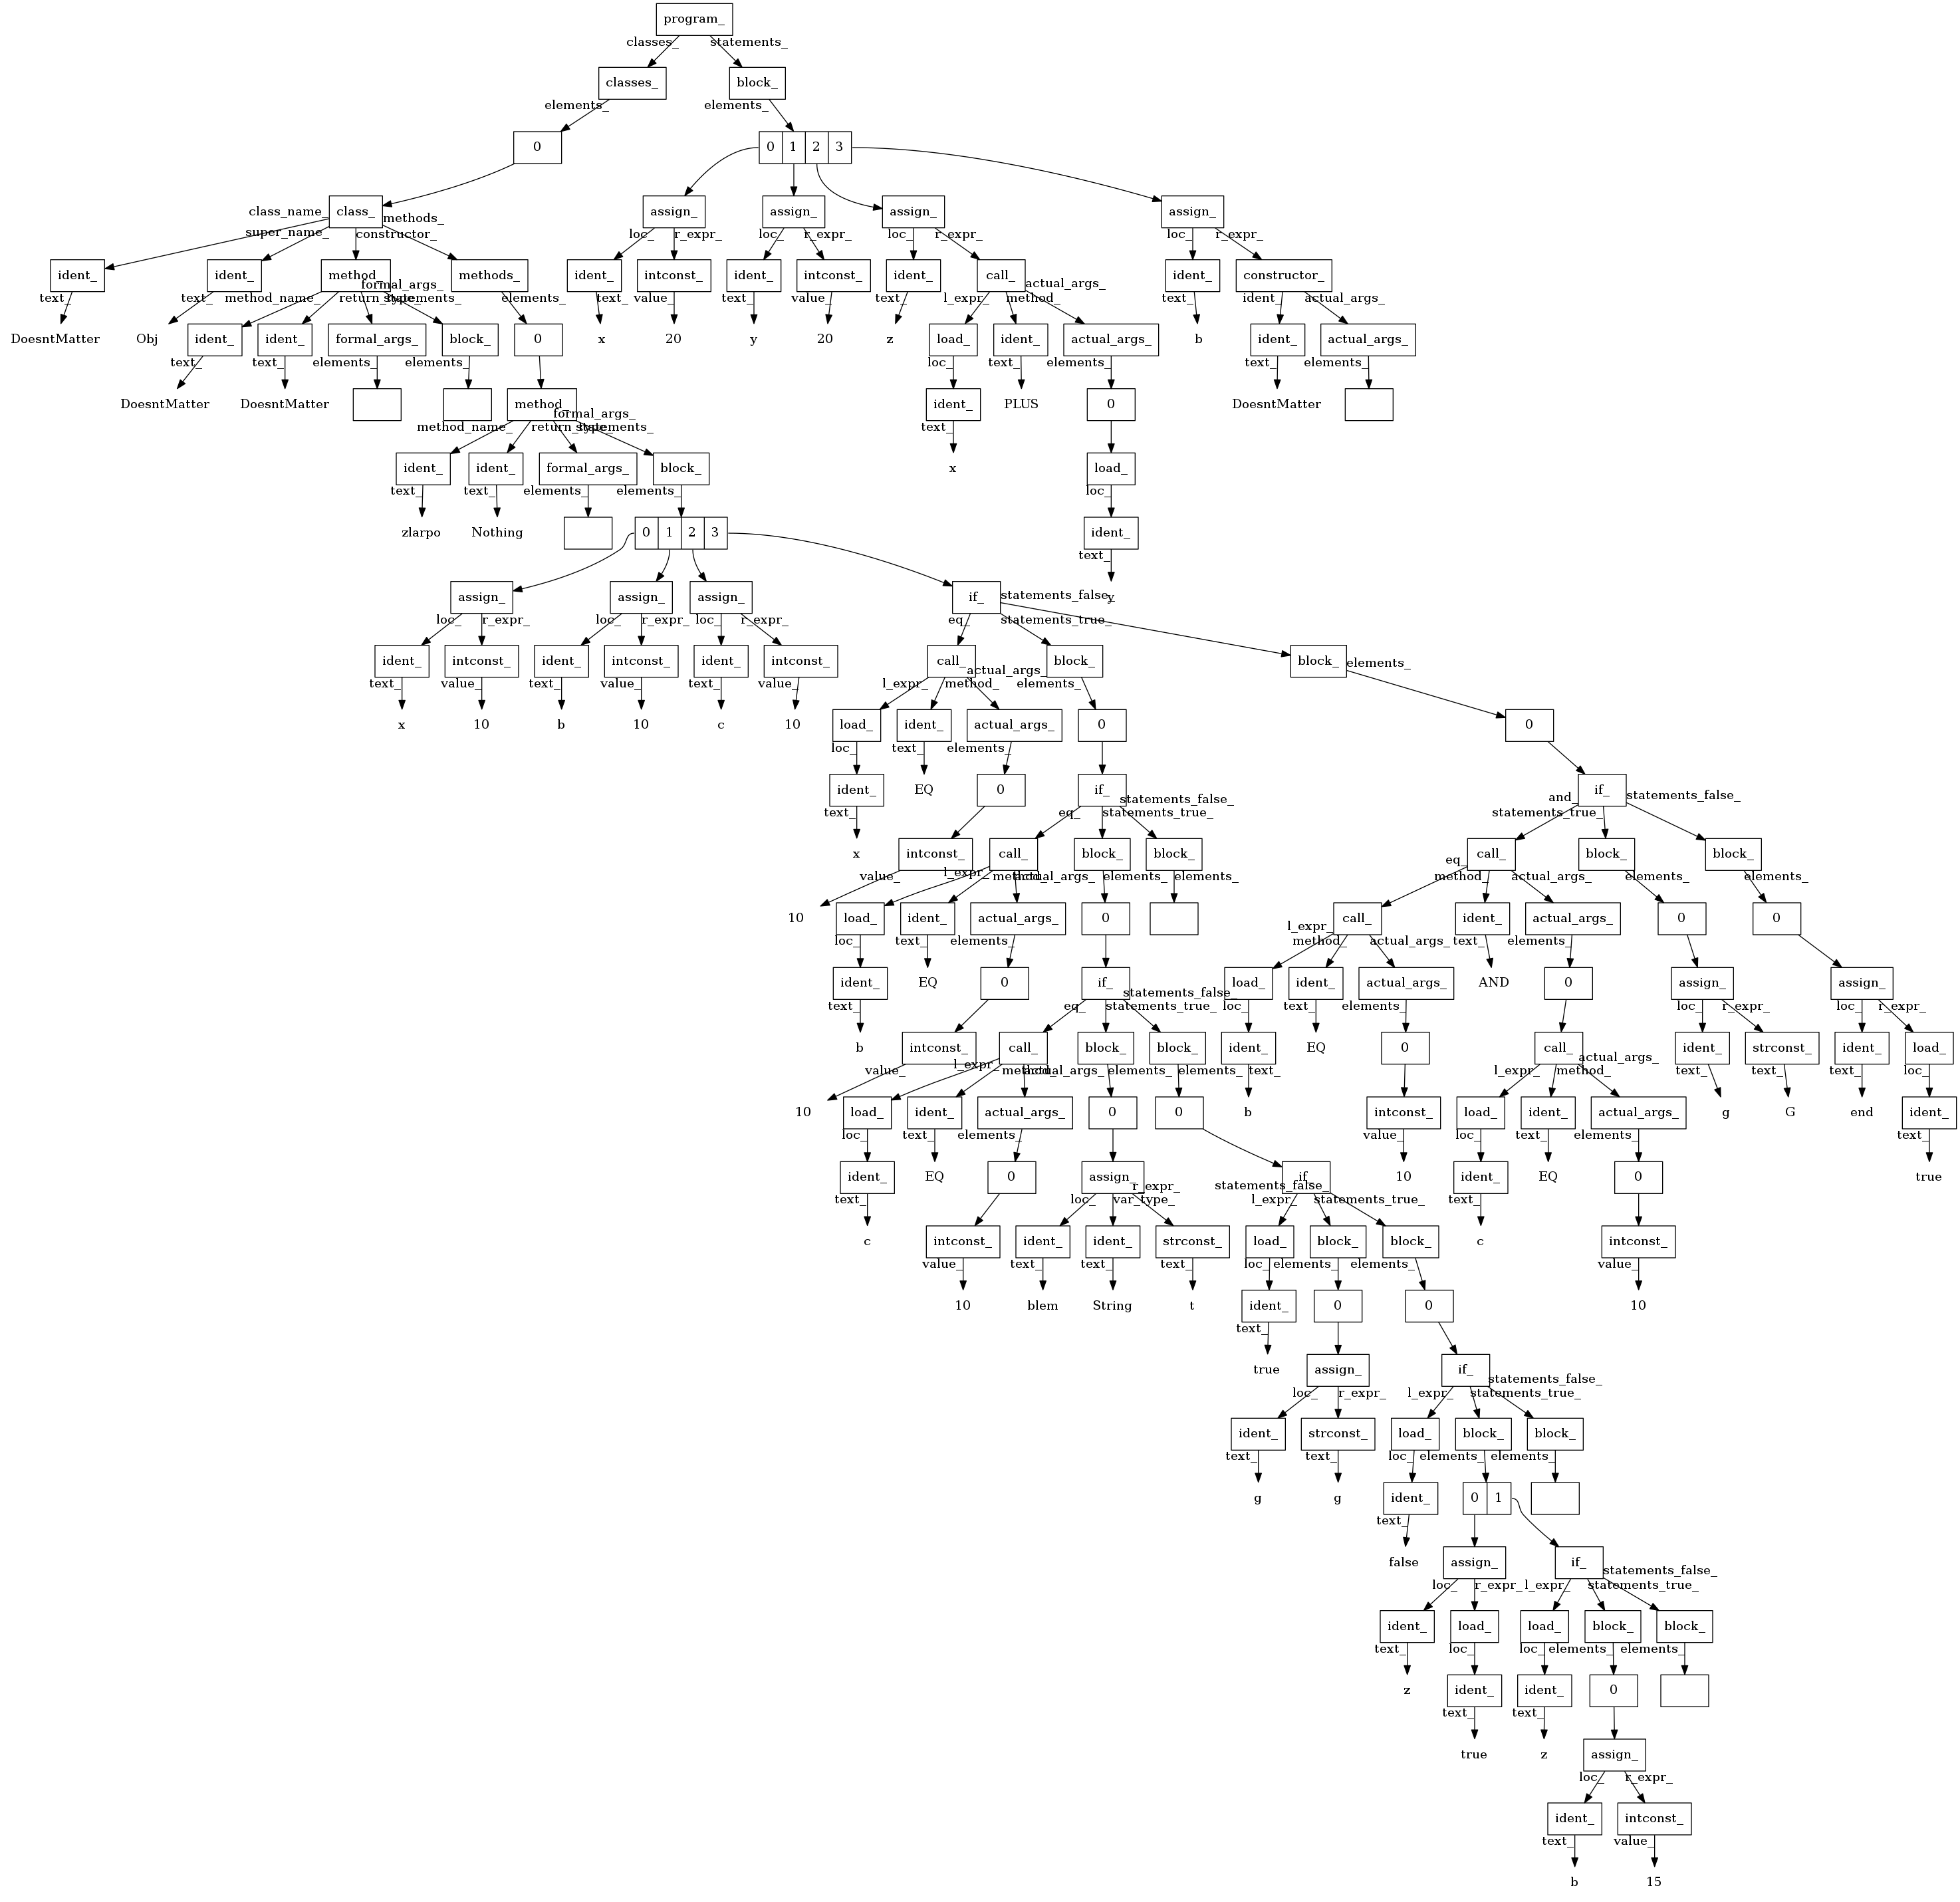 program_
classes_ statements_
classes_ block_
elements_ elements_
0 0 1 2 3
class_name_ class_ methods_ assign_ assign_ assign_ assign_
super_name_ constructor_ loc_ r_expr_ loc_ r_expr_ loc_ r_expr_ loc_ r_expr_
ident_ ident_ method_ methods_ ident_ intconst_ ident_ intconst_ ident_ call_ ident_ constructor_
formal_args_ actual_args_
text_ text_ method_name_ return_type_ statements_ elements_ text_ value_ text_ value_ text_ l_expr_ method_ text_ ident_ actual_args_
DoesntMatter Obj ident_ ident_ formal_args_ block_ 0 x 20 y 20 z load_ ident_ actual_args_ b ident_ actual_args_
text_ text_ elements_ elements_ loc_ text_ elements_ text_ elements_
DoesntMatter DoesntMatter method_ ident_ PLUS 0 DoesntMatter
formal_args_
method_name_ return_type_ statements_ text_
ident_ ident_ formal_args_ block_ x load_
text_ text_ elements_ elements_ loc_
zlarpo Nothing 0 1 2 3 ident_
text_
assign_ assign_ assign_ if_ statements_false_ y
loc_ r_expr_ loc_ r_expr_ loc_ r_expr_ eq_ statements_true_
ident_ intconst_ ident_ intconst_ ident_ intconst_ call_ block_ block_ elements_
actual_args_
text_ value_ text_ value_ text_ value_ l_expr_ method_ elements_
x 10 b 10 c 10 load_ ident_ actual_args_ 0 0
loc_ text_ elements_
ident_ EQ 0 if_ if_
statements_false_ and_ statements_false_
text_ eq_ statements_true_ statements_true_
x intconst_ call_ block_ block_ call_ block_ block_
eq_
value_ l_expr_ method_ actual_args_ elements_ elements_ method_ actual_args_ elements_ elements_
10 load_ ident_ actual_args_ 0 call_ ident_ actual_args_ 0 0
l_expr_
loc_ text_ elements_ method_ actual_args_ text_ elements_
ident_ EQ 0 if_ load_ ident_ actual_args_ AND 0 assign_ assign_
statements_false_
text_ eq_ statements_true_ loc_ text_ elements_ loc_ r_expr_ loc_ r_expr_
b intconst_ call_ block_ block_ ident_ EQ 0 call_ ident_ strconst_ ident_ load_
actual_args_
value_ l_expr_ method_ actual_args_ elements_ elements_ text_ l_expr_ method_ text_ text_ text_ loc_
10 load_ ident_ actual_args_ 0 0 b intconst_ load_ ident_ actual_args_ g G end ident_
loc_ text_ elements_ value_ loc_ text_ elements_ text_
ident_ EQ 0 assign_ if_ 10 ident_ EQ 0 true
r_expr_ statements_false_
text_ loc_ var_type_ l_expr_ statements_true_ text_
c intconst_ ident_ ident_ strconst_ load_ block_ block_ c intconst_
value_ text_ text_ text_ loc_ elements_ elements_ value_
10 blem String t ident_ 0 0 10
text_
true assign_ if_
statements_false_
loc_ r_expr_ l_expr_ statements_true_
ident_ strconst_ load_ block_ block_
text_ text_ loc_ elements_ elements_
g g ident_ 0 1
text_
false assign_ if_
statements_false_
loc_ r_expr_ l_expr_ statements_true_
ident_ load_ load_ block_ block_
text_ loc_ loc_ elements_ elements_
z ident_ ident_ 0
text_ text_
true z assign_
loc_ r_expr_
ident_ intconst_
text_ value_
b 15